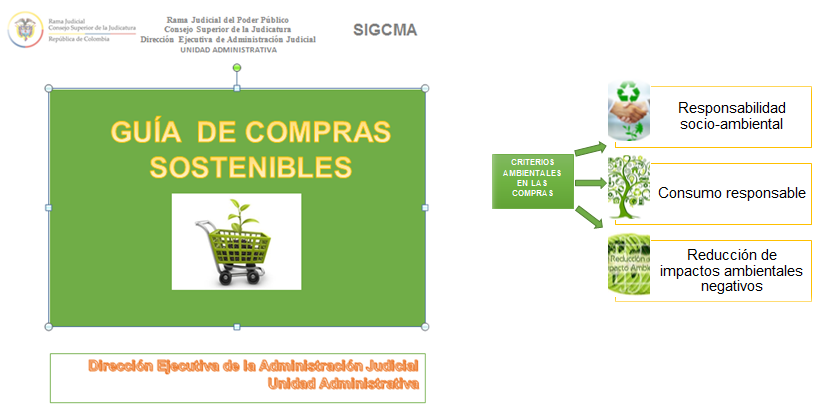 Rama Judicial
Consejo Superior de la Judicatura
República de Colombia
Rama Judicial del Poder Público
Consejo Superior de la Judicatura
Dirección Ejecutiva de Administración Judicial
UNIDAD ADMINISTRATIVA
SIGCMA
GUÍA DE COMPRAS
SOSTENIBLES
Dirección Ejecutiva de la Administración Judicial
Unidad Administrativa
CRITERIOS
AMBIENTALES
EN LAS
COMPRAS
Responsabilidad
socio-ambiental
Consumo responsable
Reducción de
impactos ambientales
negativos